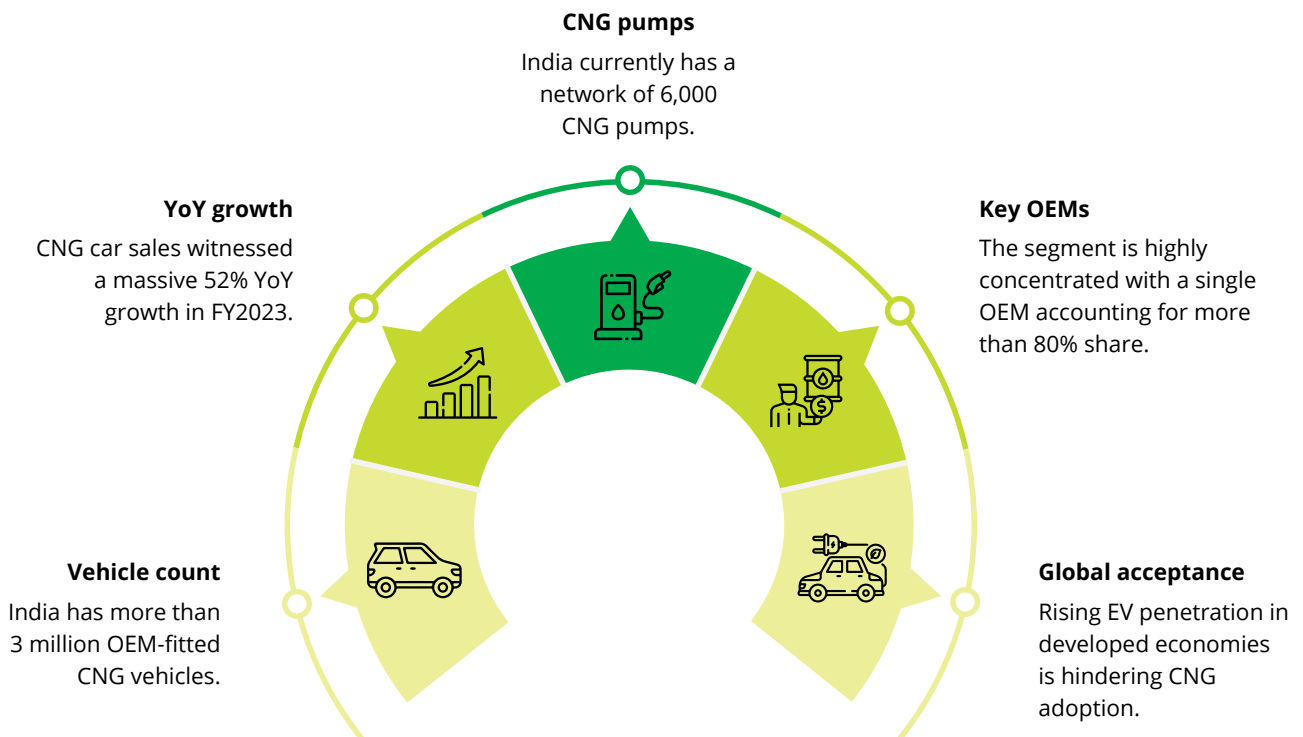 CNG pumps
India currently has a
network of 6,000
CNG pumps.
YoY growth
CNG car sales witnessed
a massive 52% YoY
growth in FY2023.
Key OEMs
The segment is highly
concentrated with a single
OEM accounting for more
than 80% share.
Vehicle count
India has more than
3 million OEM-fitted
CNG vehicles.
Global acceptance
Rising EV penetration in
developed economies
is hindering CNG
adoption.